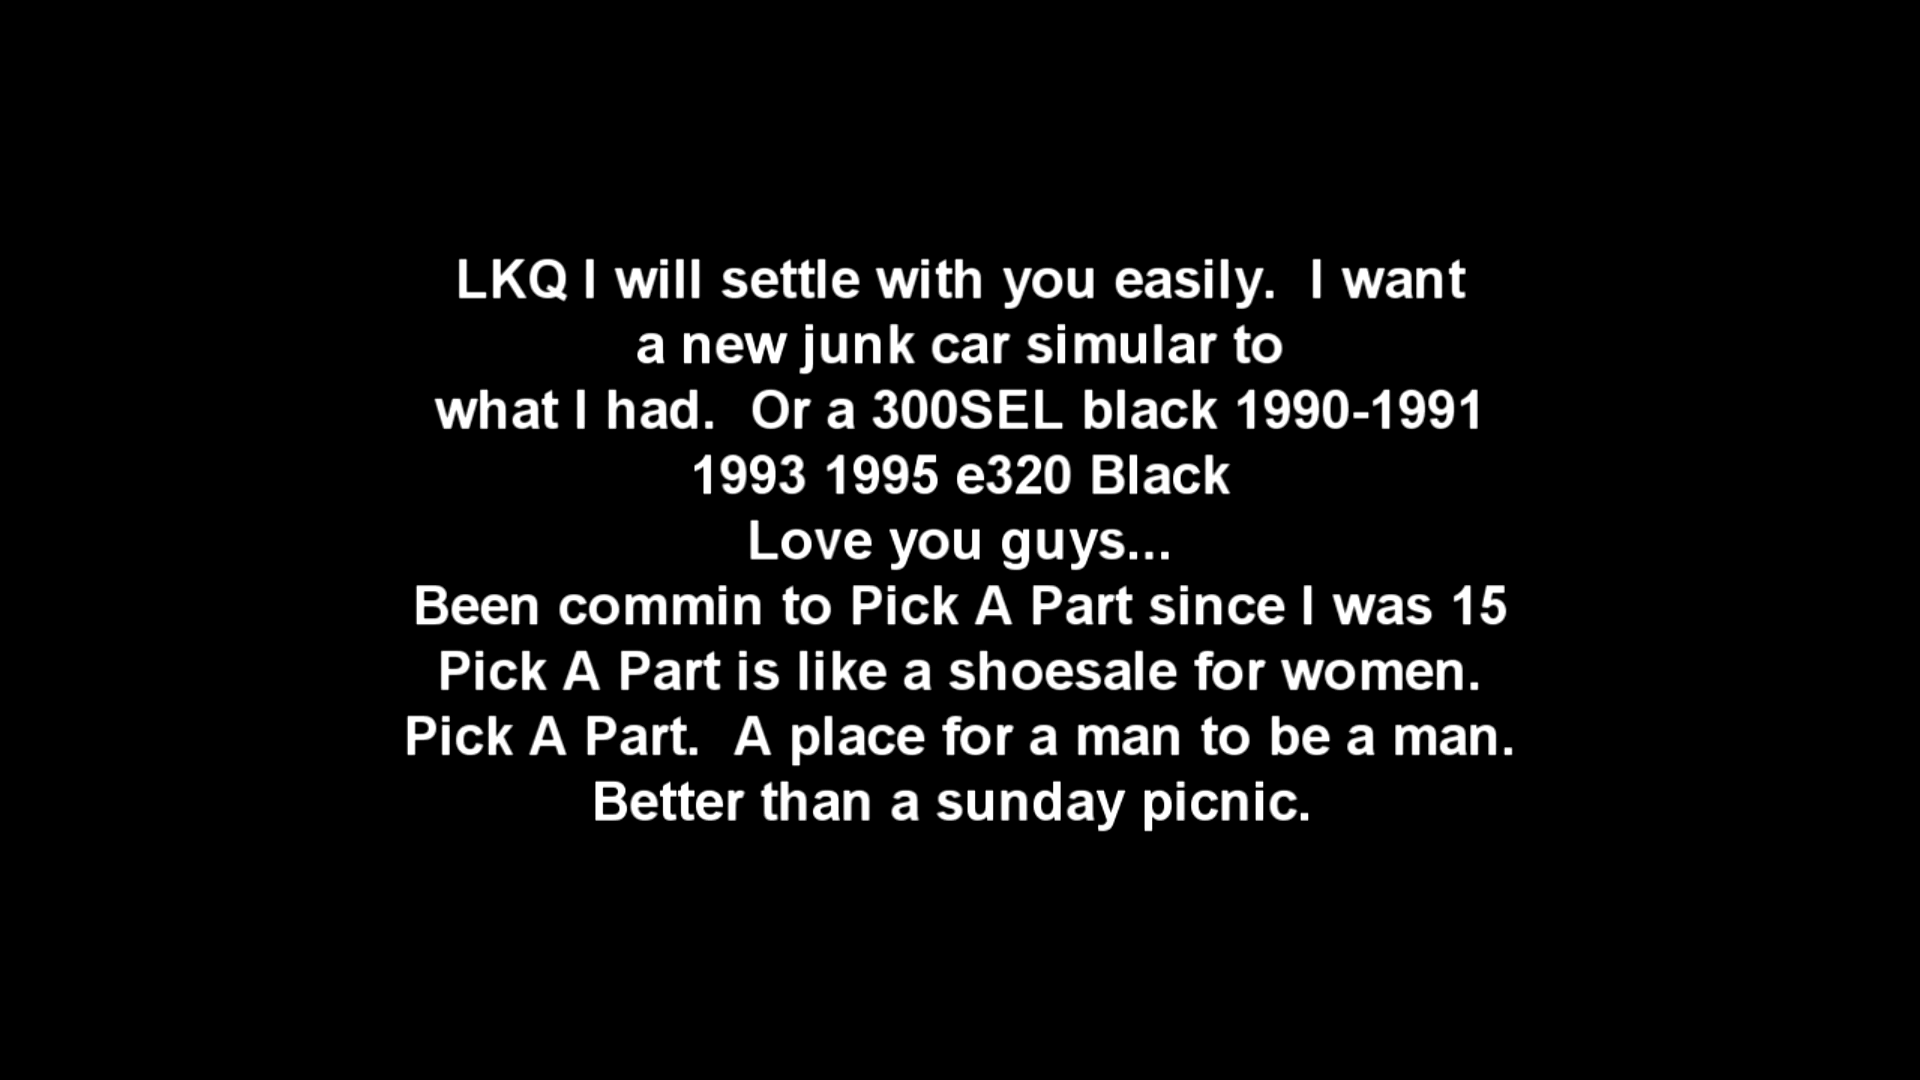 LKQ I will settle with you easily.  I want
a new junk car simular to
what I had.  Or a 300SEL black 1990-1991
1993 1995 e320 Black
Love you guys...
Been commin to Pick A Part since I was 15
Pick A Part is like a shoesale for women.
Pick A Part.  A place for a man to be a man.
Better than a sunday picnic.